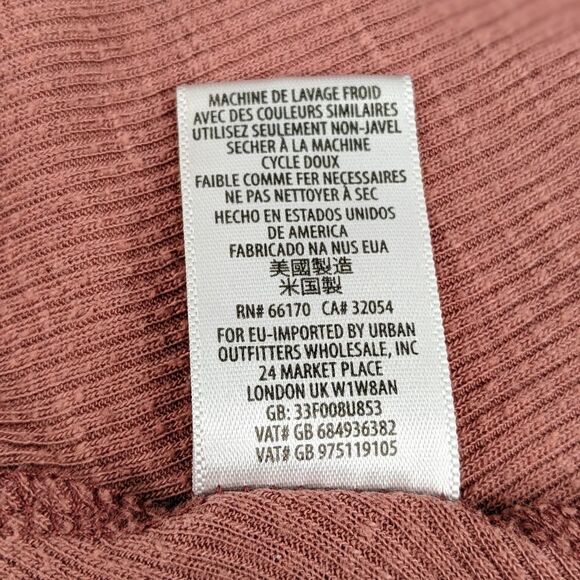 MACHINE DE LAVAGE FROID
AVEC DES COULEURS SIMILAIRES
UTILISEZ SEULEMENT NON-JAVEL
SECHER À LA MACHINE
CYCLE DOUX
FAIBLE COMME FER NECESSAIRES
NE PAS NETTOYER À SEC
HECHO EN ESTADOS UNIDOS
DE AMERICA
FABRICADO NA NUS EUA
美國製造
米国製
RN# 66170 CA# 32054
FOR EU-IMPORTED BY URBAN
OUTFITTERS WHOLESALE, INC
24 MARKET PLACE
LONDON UK W1W8AN
GB: 33F008U853
VAT# GB 684936382
VAT# GB 975119105